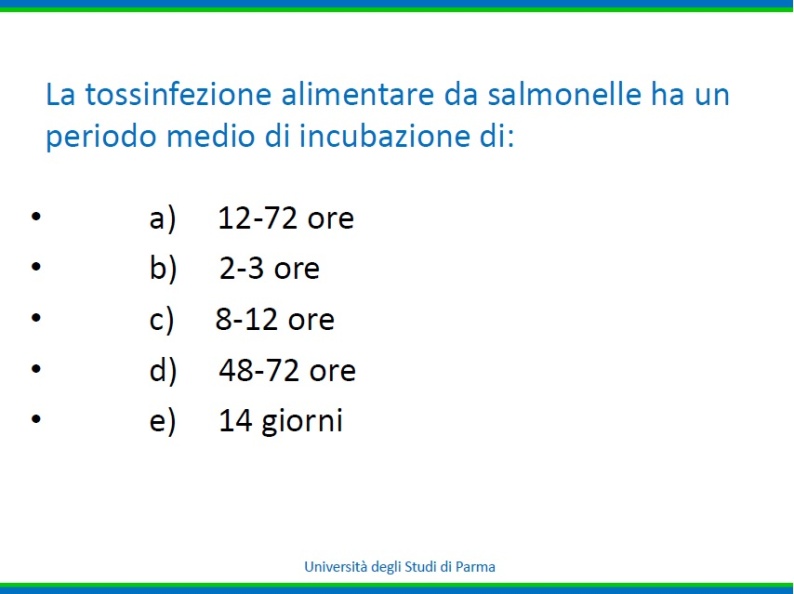 La tossinfezione alimentare da salmonelle ha un
periodo medio di incubazione di:
• a) 12-72 ore
• b) 2-3 ore
• c) 8-12 ore
• d) 48-72 ore
• e) 14 giorni
Università degli Studi di Parma